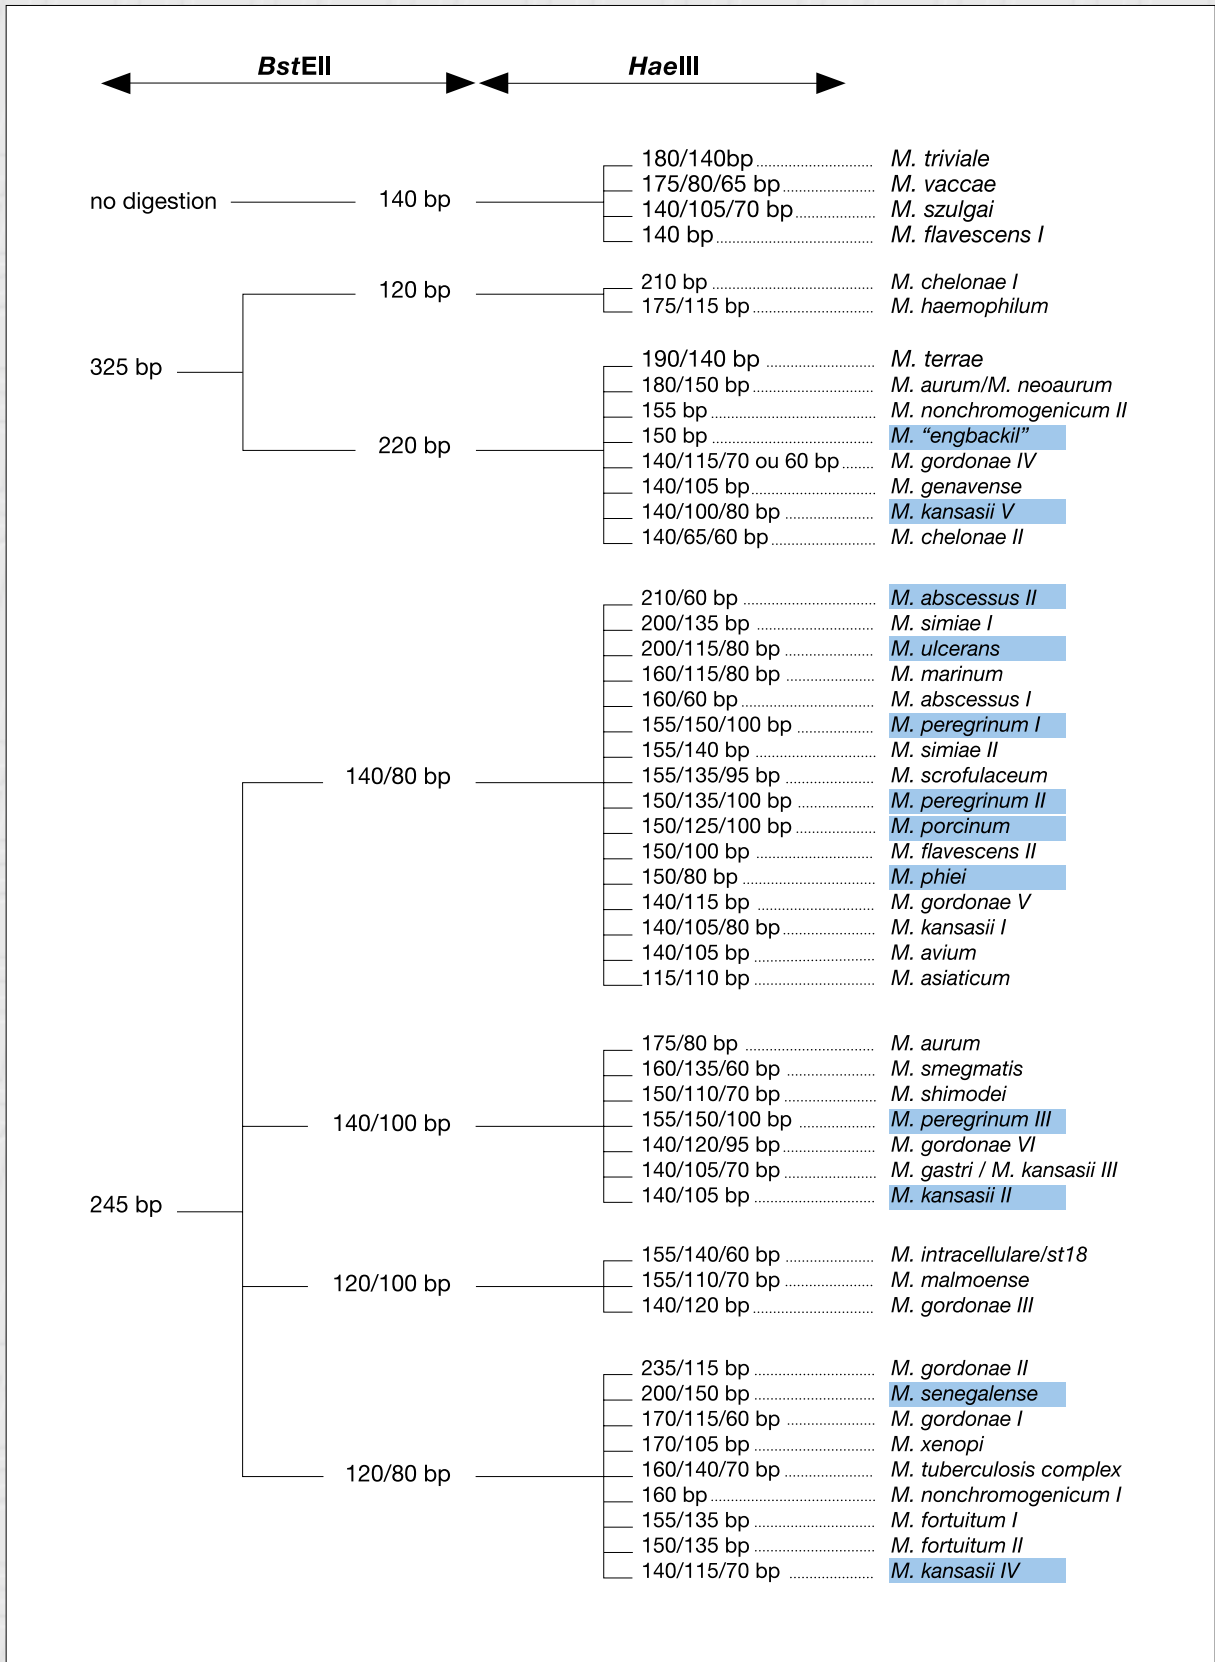 BstEII HaeIII
no digestion
140 bp
180/140bp M. triviale
175/80/65 bp M. vaccae
140/105/70 bp M. szulgai
140 bp M. flavescens I
325 bp
120 bp
210 bp M. chelonae I
175/115 bp M. haemophilum
220 bp
190/140 bp M. terrae
180/150 bp M. aurum/M. neoaurum
155 bp M. nonchromogenicum II
150 bp M. “engbackil”
140/115/70 ou 60 bp M. gordonae IV
140/105 bp M. genavense
140/100/80 bp M. kansasii V
140/65/60 bp M. chelonae II
245 bp
140/80 bp
210/60 bp M. abscessus II
200/135 bp M. simiae I
200/115/80 bp M. ulcerans
160/115/80 bp M. marinum
160/60 bp M. abscessus I
155/150/100 bp M. peregrinum I
155/140 bp M. simiae II
155/135/95 bp M. scrofulaceum
150/135/100 bp M. peregrinum II
150/125/100 bp M. porcinum
150/100 bp M. flavescens II
150/80 bp M. phiei
140/115 bp M. gordonae V
140/105/80 bp M. kansasii I
140/105 bp M. avium
115/110 bp M. asiaticum
140/100 bp
175/80 bp M. aurum
160/135/60 bp M. smegmatis
150/110/70 bp M. shimodei
155/150/100 bp M. peregrinum III
140/120/95 bp M. gordonae VI
140/105/70 bp M. gastri / M. kansasii III
140/105 bp M. kansasii II
120/100 bp
155/140/60 bp M. intracellulare/st18
155/110/70 bp M. malmoense
140/120 bp M. gordonae III
120/80 bp
235/115 bp M. gordonae II
200/150 bp M. senegalense
170/115/60 bp M. gordonae I
170/105 bp M. xenopi
160/140/70 bp M. tuberculosis complex
160 bp M. nonchromogenicum I
155/135 bp M. fortuitum I
150/135 bp M. fortuitum II
140/115/70 bp M. kansasii IV